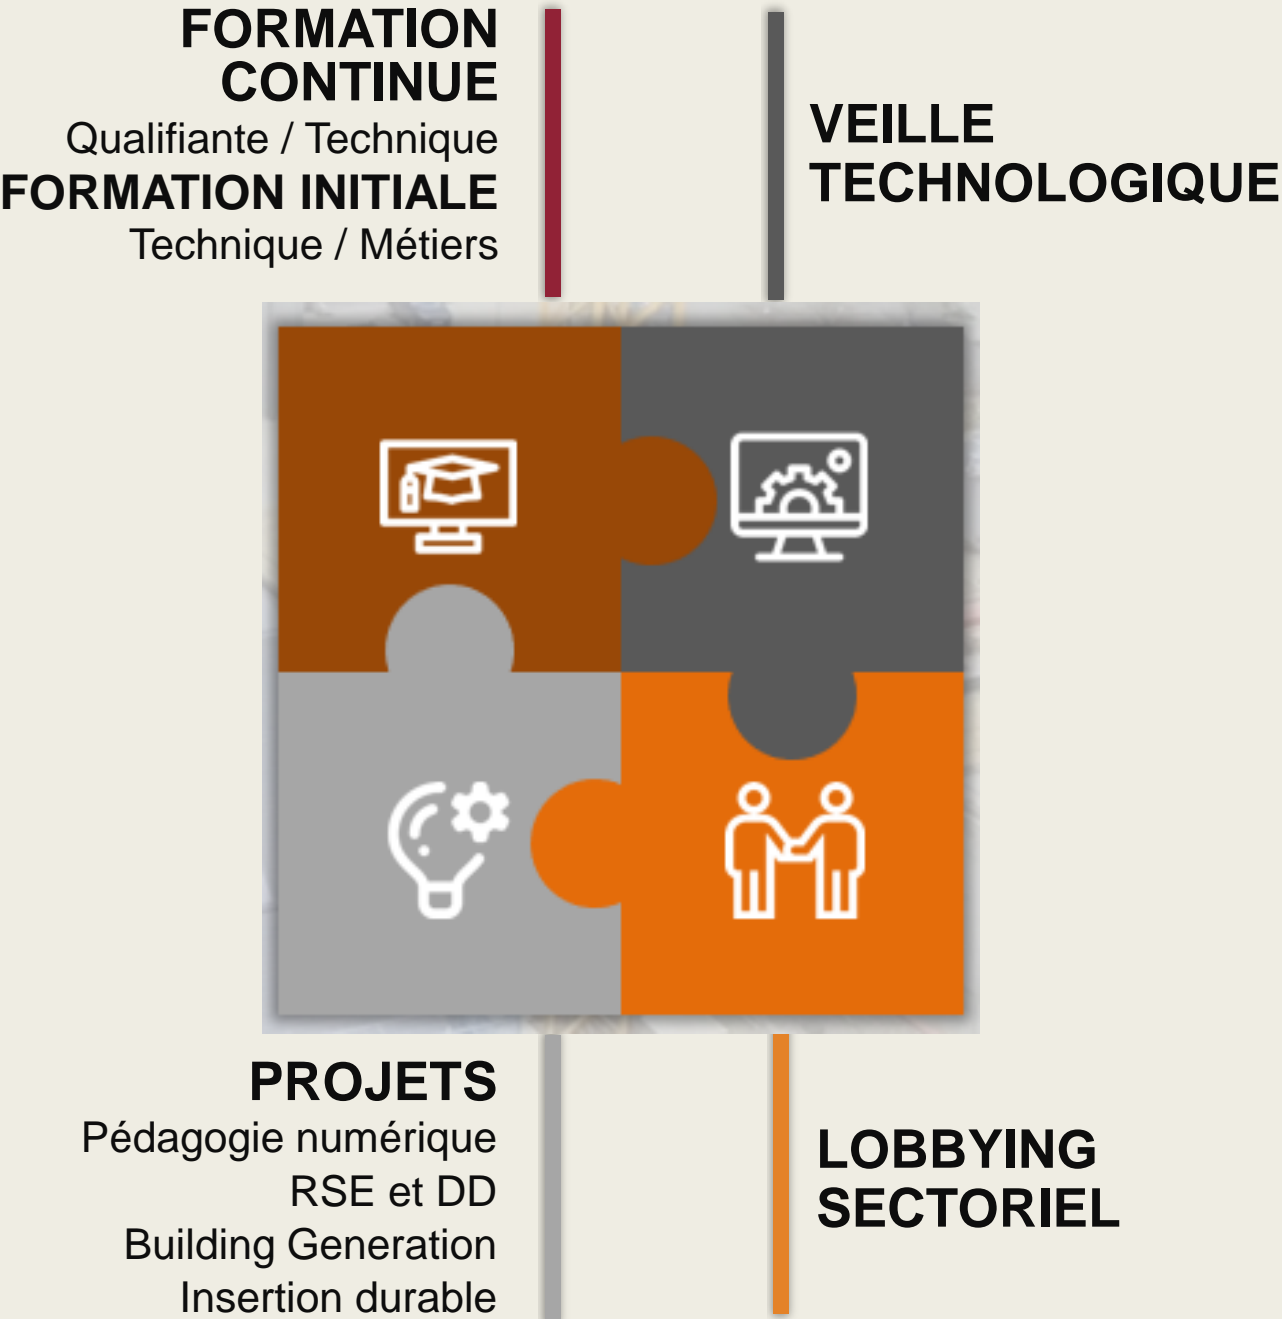 FORMATION
CONTINUE
Qualifiante / Technique
FORMATION INITIALE
Technique / Métiers
VEILLE
TECHNOLOGIQUE
PROJETS
Pédagogie numérique
RSE et DD
Building Generation
Insertion durable
LOBBYING
SECTORIEL